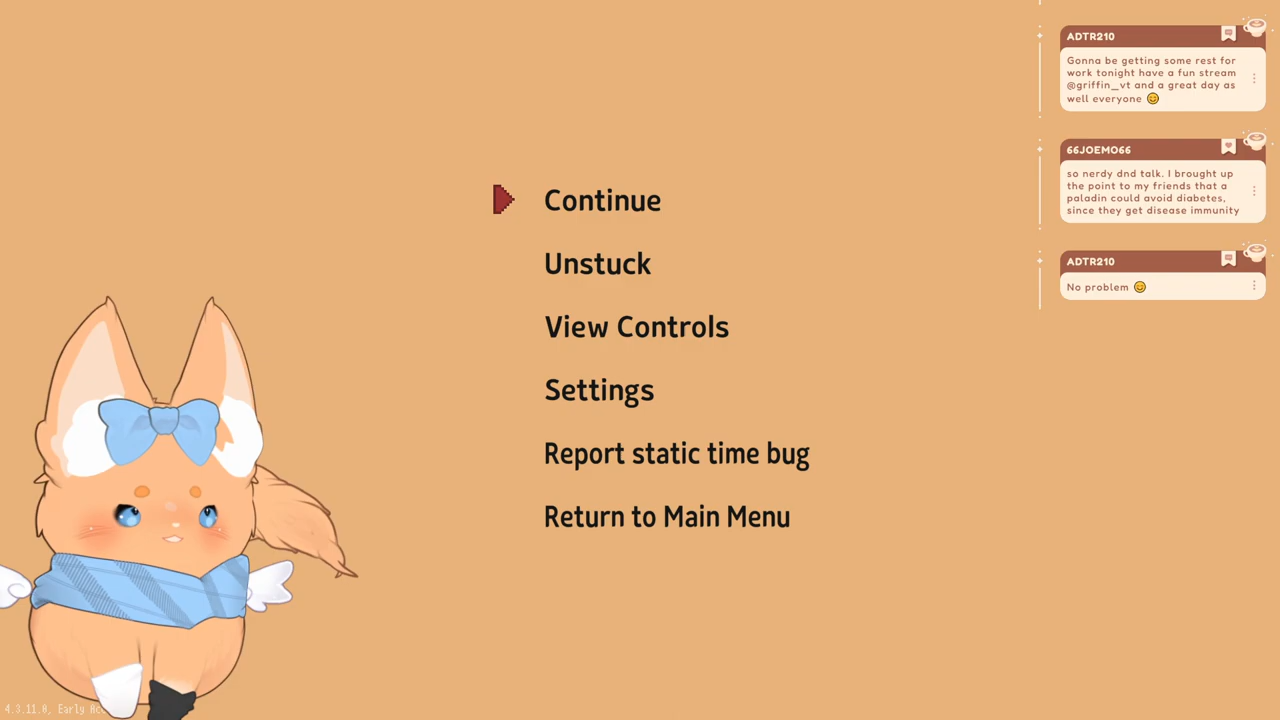 Continue
Unstuck
View Controls
Settings
Report static time bug
Return to Main Menu
ADTR210
Gonna be getting some rest for
work tonight have a fun stream
@griffin_vt and a great day as
well everyone 😊
66JOEMO66
so nerdy dnd talk. I brought up
the point to my friends that a
paladin could avoid diabetes,
since they get disease immunity
ADTR210
No problem 😊
4.3.11.0, Early